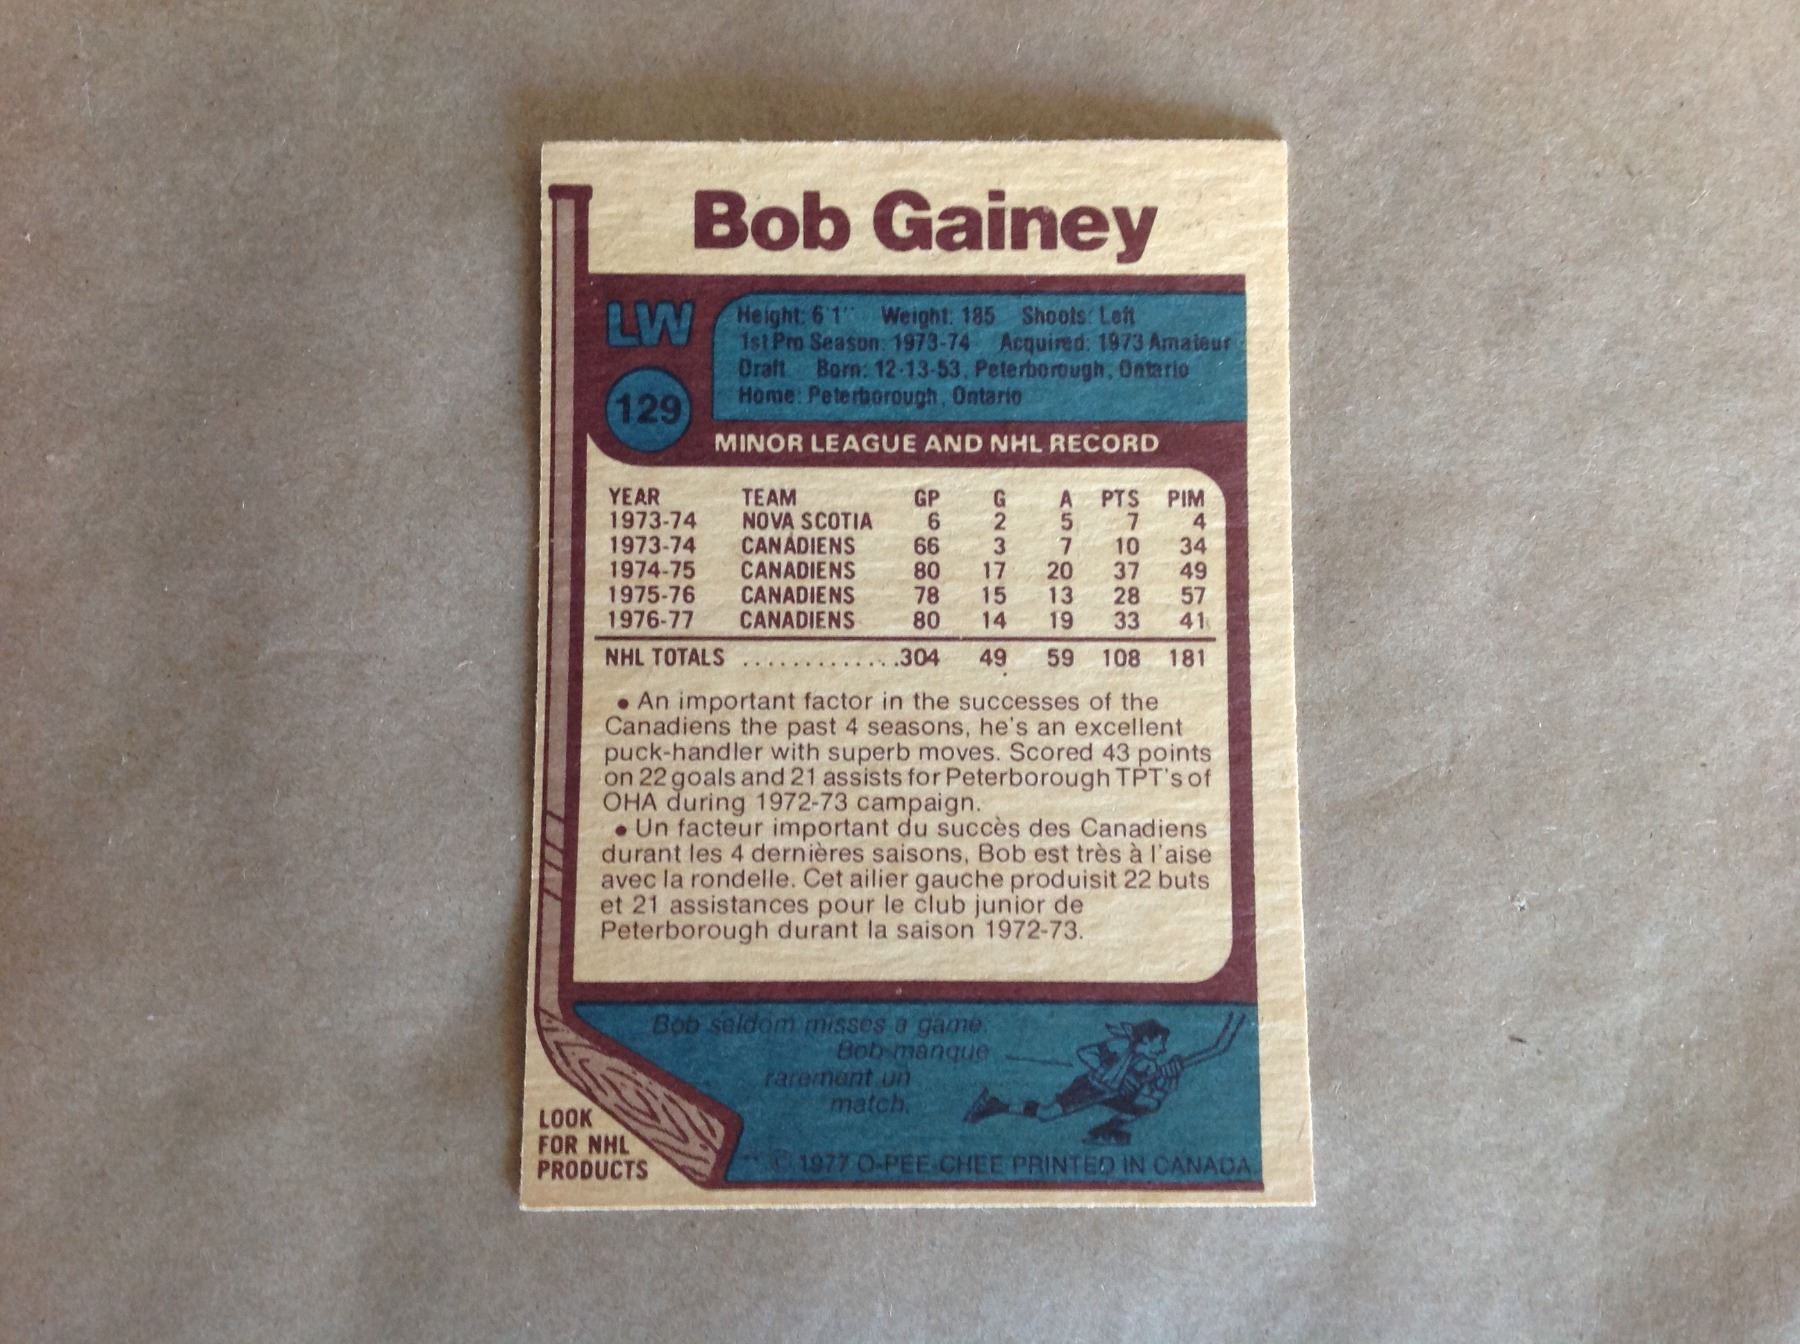 Bob Gainey
LW
129
Height: 6'1" Weight: 185 Shoots: Left
1st Pro Season: 1973-74 Acquired: 1973 Amateur
Draft Born: 12-13-53, Peterborough, Ontario
Home: Peterborough, Ontario
MINOR LEAGUE AND NHL RECORD
YEAR TEAM GP G A PTS PIM
1973-74 NOVA SCOTIA 6 2 5 7 4
1973-74 CANADIENS 66 3 7 10 34
1974-75 CANADIENS 80 17 20 37 49
1975-76 CANADIENS 78 15 13 28 57
1976-77 CANADIENS 80 14 19 33 41
NHL TOTALS ..............304 49 59 108 181
• An important factor in the successes of the
Canadiens the past 4 seasons, he's an excellent
puck-handler with superb moves. Scored 43 points
on 22 goals and 21 assists for Peterborough TPT's of
OHA during 1972-73 campaign.
• Un facteur important du succès des Canadiens
durant les 4 dernières saisons, Bob est très à l'aise
avec la rondelle. Cet ailier gauche produisit 22 buts
et 21 assistances pour le club junior de
Peterborough durant la saison 1972-73.
Bob seldom misses a game.
Bob manque
rarement un
match.
LOOK
FOR NHL
PRODUCTS
© 1977 O-PEE-CHEE PRINTED IN CANADA